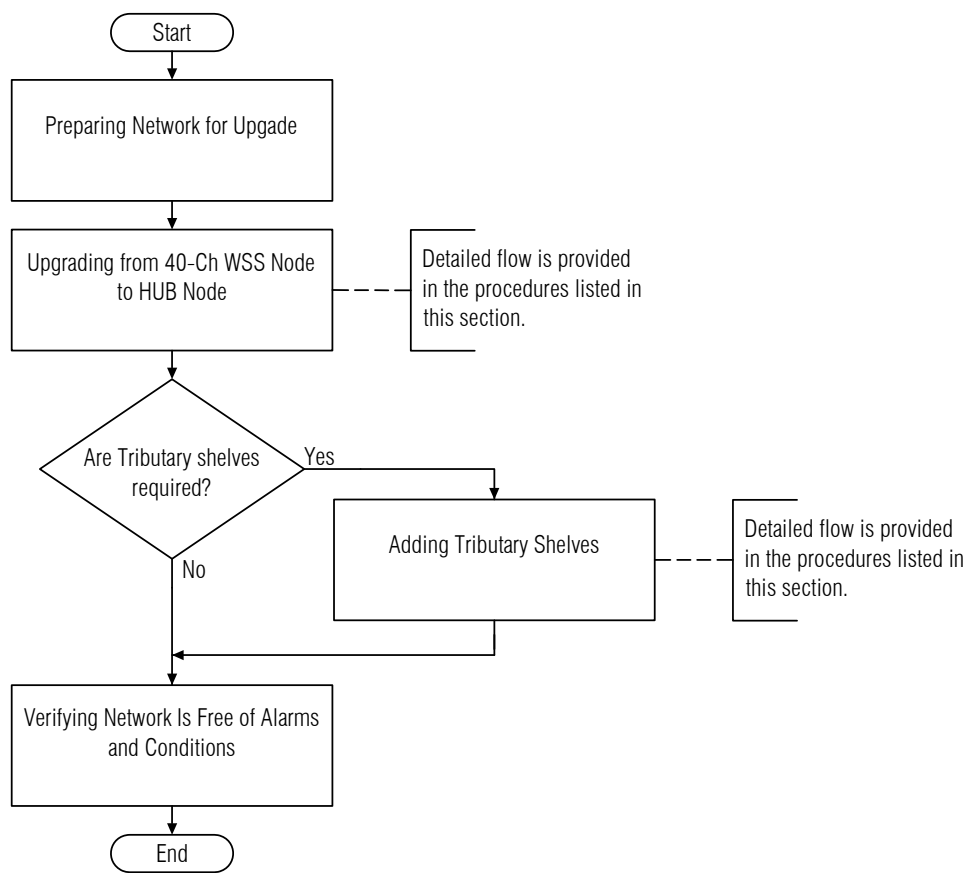 Start
Preparing Network for Upgade
Upgrading from 40-Ch WSS Node
to HUB Node
Detailed flow is provided
in the procedures listed in
this section.
Are Tributary shelves
required?
Yes
No
Adding Tributary Shelves
Detailed flow is provided
in the procedures listed in
this section.
Verifying Network Is Free of Alarms
and Conditions
End